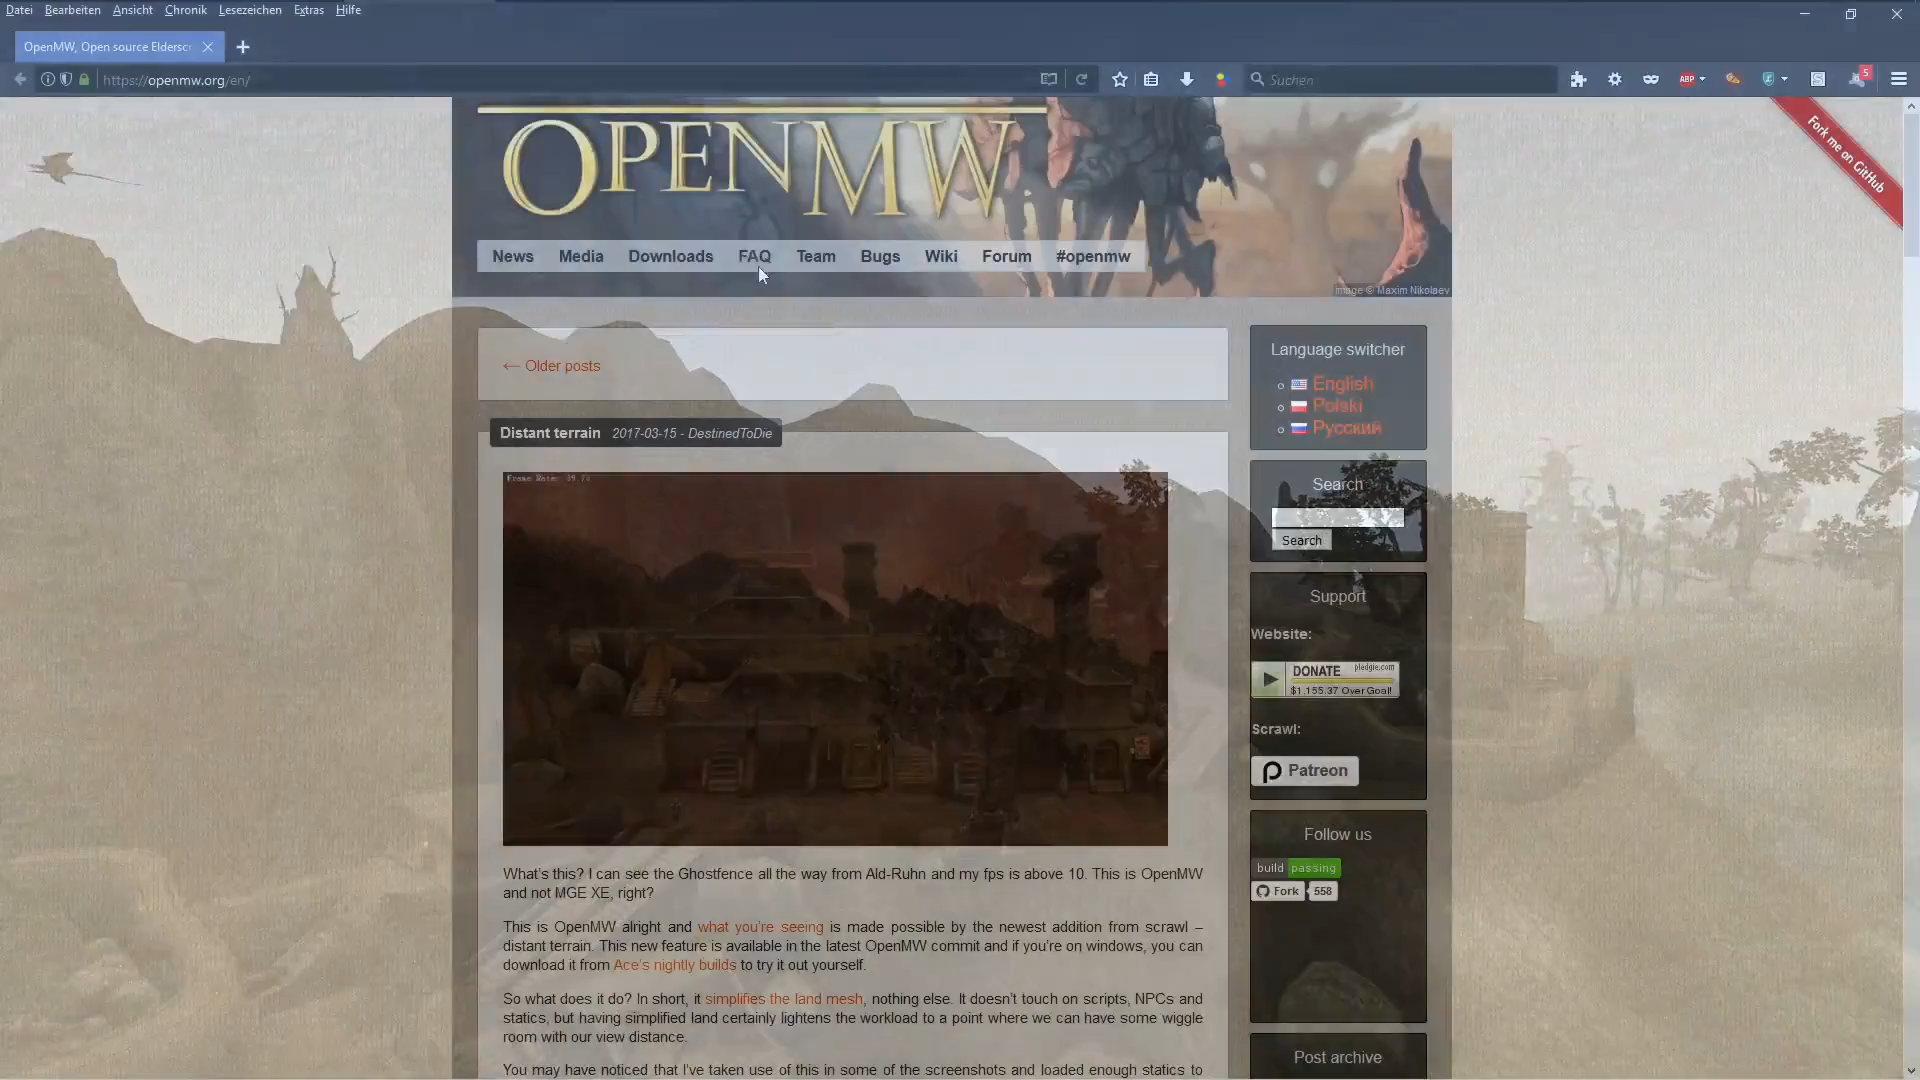 Datei Bearbeiten Ansicht Chronik Lesezeichen Extras Hilfe
OpenMW, Open source Eldersc
https://openmw.org/en/
Suchen
ABP
5
Fork me on GitHub
OPENMW
News Media Downloads FAQ Team Bugs Wiki Forum #openmw
Image © Maxim Nikolaev
← Older posts
Distant terrain 2017-03-15 - DestinedToDie
Frame Rate:
What's this? I can see the Ghostfence all the way from Ald-Ruhn and my fps is above 10. This is OpenMW
and not MGE XE, right?
This is OpenMW alright and what you're seeing is made possible by the newest addition from scrawl –
distant terrain. This new feature is available in the latest OpenMW commit and if you're on windows, you can
download it from Ace's nightly builds to try it out yourself.
So what does it do? In short, it simplifies the land mesh, nothing else. It doesn't touch on scripts, NPCs and
statics, but having simplified land certainly lightens the workload to a point where we can have some wiggle
room with our view distance.
You may have noticed that I've taken use of this in some of the screenshots and loaded enough statics to
Language switcher
English
Polski
Русский
Search
Search
Support
Website:
DONATE pledgie.com
$1,155.37 Over Goal!
Scrawl:
Patreon
Follow us
build passing
Fork 558
Post archive